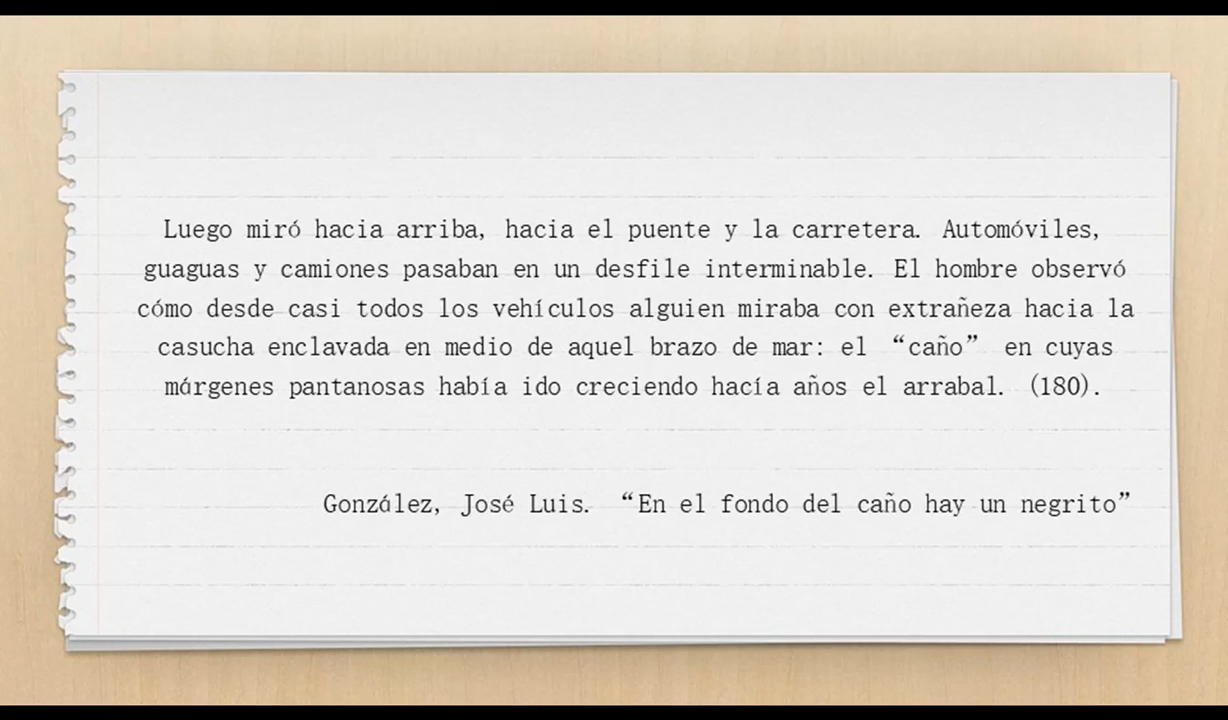 Luego miró hacia arriba, hacia el puente y la carretera. Automóviles,
guaguas y camiones pasaban en un desfile interminable. El hombre observó
cómo desde casi todos los vehículos alguien miraba con extrañeza hacia la
casucha enclavada en medio de aquel brazo de mar: el “caño” en cuyas
márgenes pantanosas había ido creciendo hacía años el arrabal. (180).
González, José Luis. “En el fondo del caño hay un negrito”